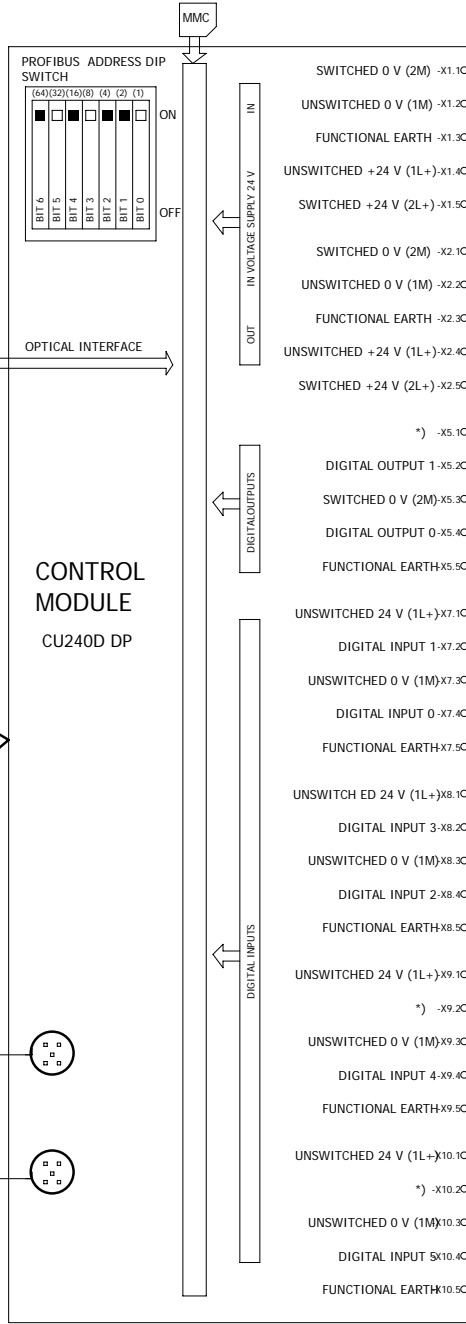 MMC
PROFIBUS ADDRESS DIP
SWITCH
(64)(32)(16)(8) (4) (2) (1)
ON
BIT 6
BIT 5
BIT 4
BIT 3
BIT 2
BIT 1
BIT 0
OFF
OPTICAL INTERFACE
CONTROL
MODULE
CU240D DP
IN
IN VOLTAGE SUPPLY 24 V
OUT
DIGITALOUTPUTS
DIGITAL INPUTS
SWITCHED 0 V (2M) -X1.1
UNSWITCHED 0 V (1M) -X1.2
FUNCTIONAL EARTH -X1.3
UNSWITCHED +24 V (1L+) -X1.4
SWITCHED +24 V (2L+) -X1.5
SWITCHED 0 V (2M) -X2.1
UNSWITCHED 0 V (1M) -X2.2
FUNCTIONAL EARTH -X2.3
UNSWITCHED +24 V (1L+) -X2.4
SWITCHED +24 V (2L+) -X2.5
*) -X5.1
DIGITAL OUTPUT 1 -X5.2
SWITCHED 0 V (2M) -X5.3
DIGITAL OUTPUT 0 -X5.4
FUNCTIONAL EARTH -X5.5
UNSWITCHED 24 V (1L+) -X7.1
DIGITAL INPUT 1 -X7.2
UNSWITCHED 0 V (1M) -X7.3
DIGITAL INPUT 0 -X7.4
FUNCTIONAL EARTH -X7.5
UNSWITCH ED 24 V (1L+) -X8.1
DIGITAL INPUT 3 -X8.2
UNSWITCHED 0 V (1M) -X8.3
DIGITAL INPUT 2 -X8.4
FUNCTIONAL EARTH -X8.5
UNSWITCHED 24 V (1L+) -X9.1
*) -X9.2
UNSWITCHED 0 V (1M) -X9.3
DIGITAL INPUT 4 -X9.4
FUNCTIONAL EARTH -X9.5
UNSWITCHED 24 V (1L+) -X10.1
*) -X10.2
UNSWITCHED 0 V (1M) -X10.3
DIGITAL INPUT 5 -X10.4
FUNCTIONAL EARTH -X10.5